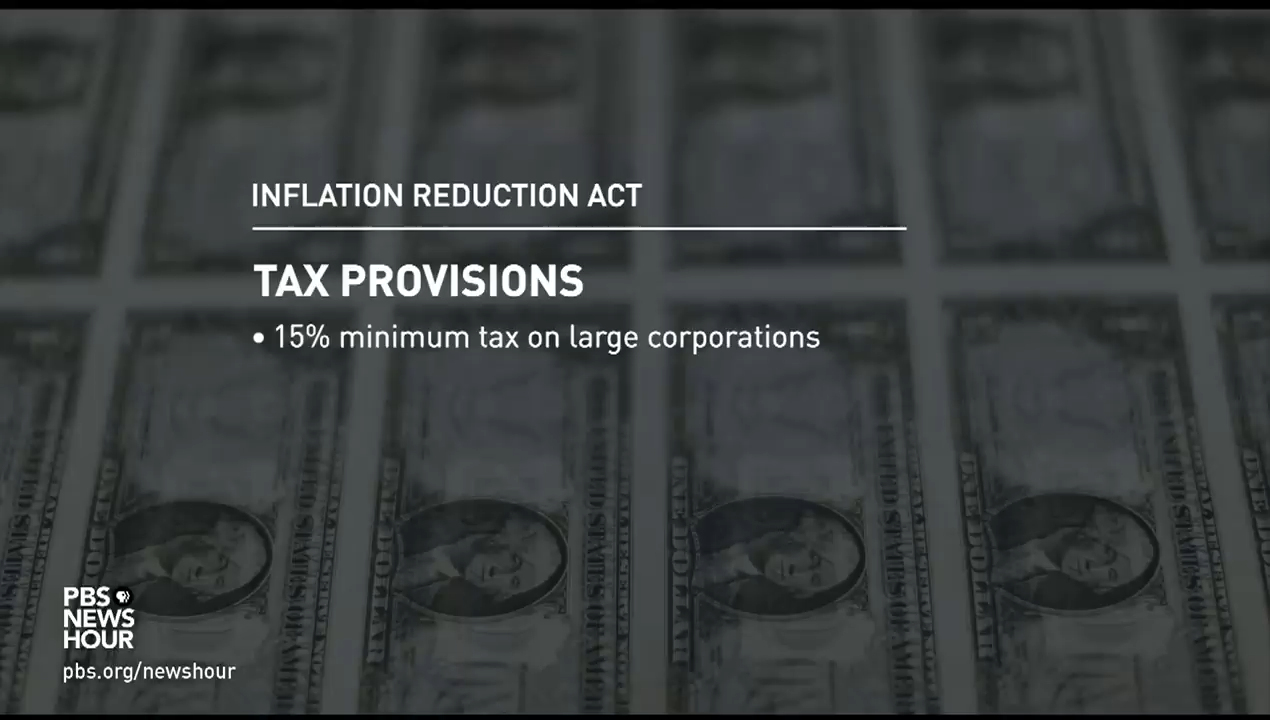 INFLATION REDUCTION ACT
TAX PROVISIONS
• 15% minimum tax on large corporations
PBS
NEWS
HOUR
pbs.org/newshour